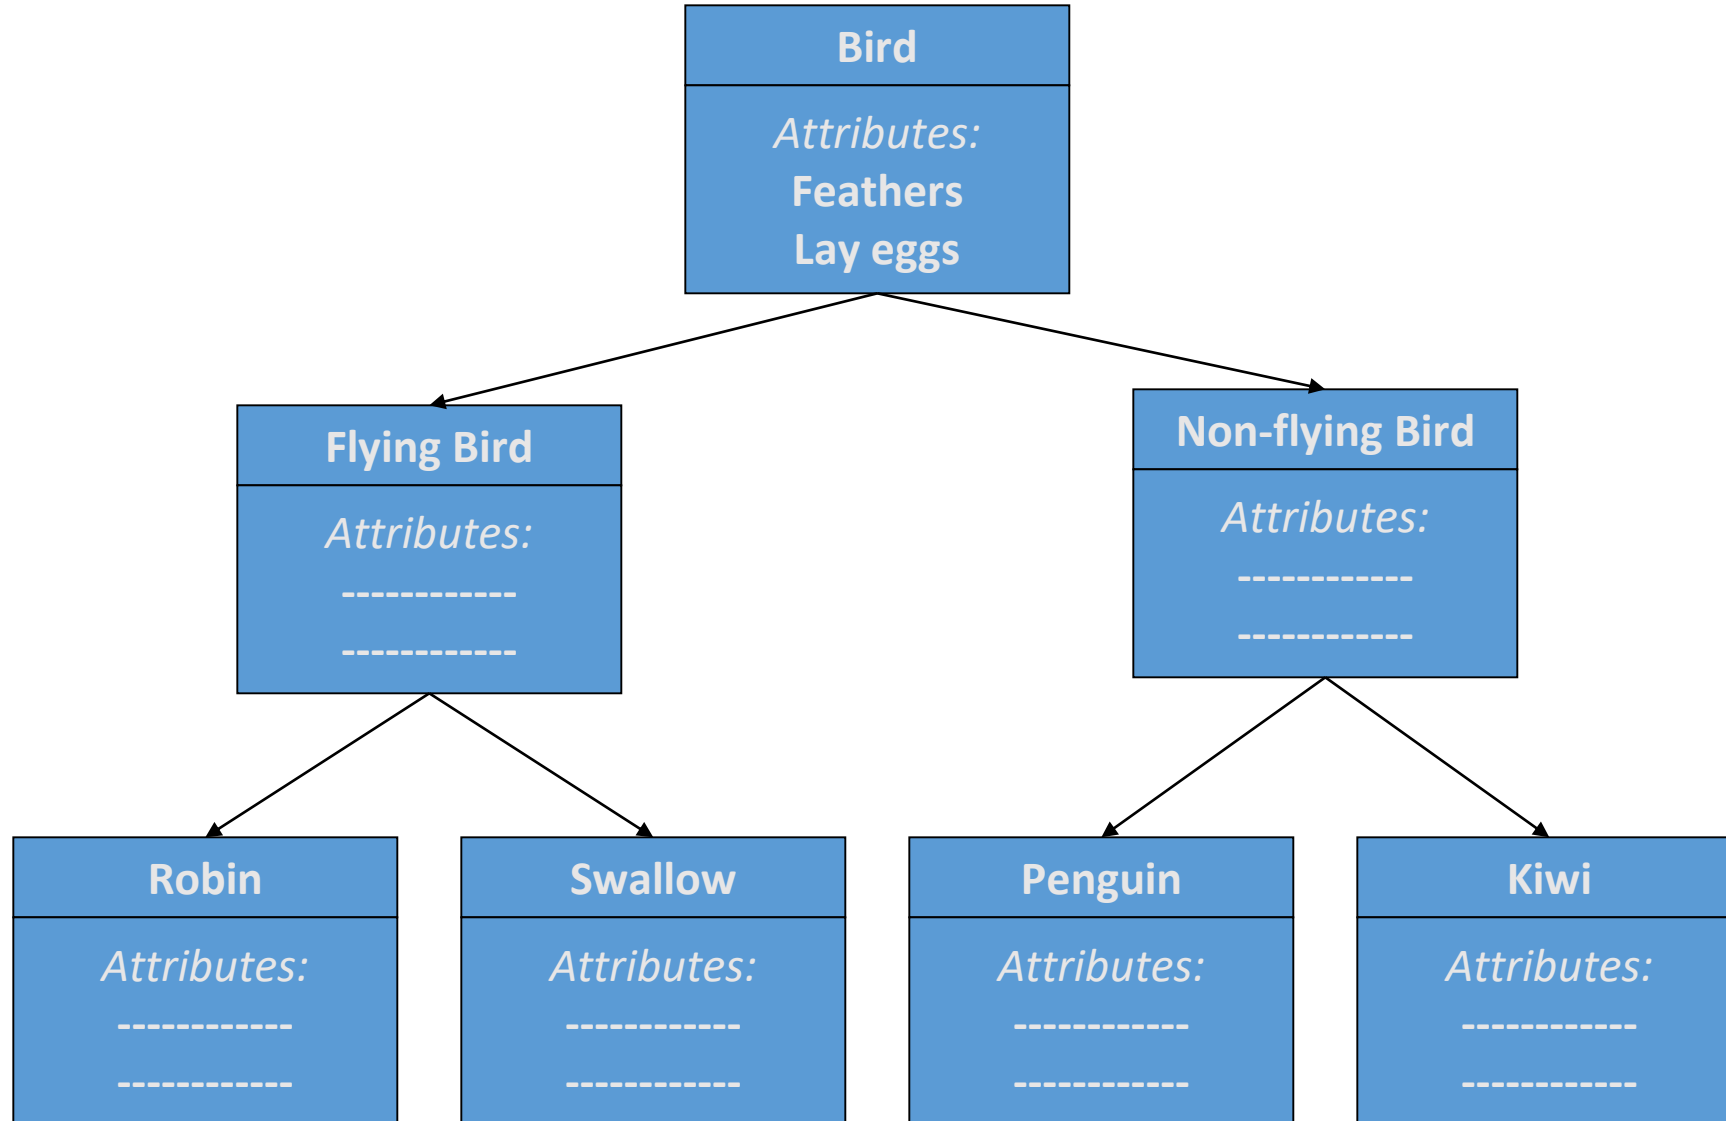 Bird
Attributes:
Feathers
Lay eggs
Flying Bird
Attributes:
------------
------------
Non-flying Bird
Attributes:
------------
------------
Robin
Attributes:
------------
------------
Swallow
Attributes:
------------
------------
Penguin
Attributes:
------------
------------
Kiwi
Attributes:
------------
------------